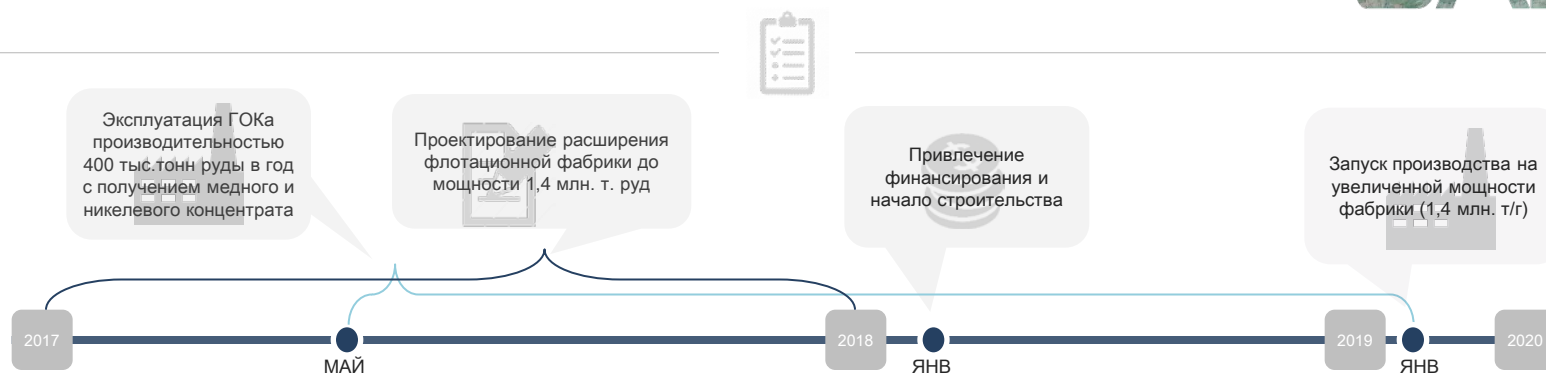 Эксплуатация ГОКа
производительностью
400 тыс.тонн руды в год
с получением медного и
никелевого концентрата
Проектирование расширения
флотационной фабрики до
мощности 1,4 млн. т. руд
Привлечение
финансирования и
начало строительства
Запуск производства на
увеличенной мощности
фабрики (1,4 млн. т/г)
2017
МАЙ
2018
ЯНВ
2019
ЯНВ
2020